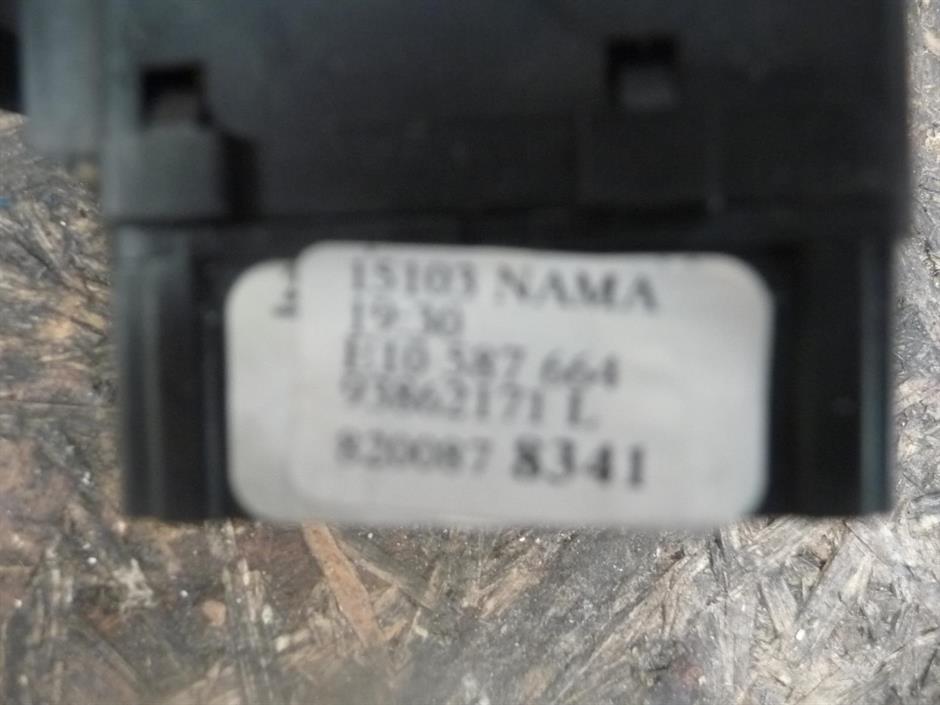 15103 NAMA
19:30
E10 587 664
93862171 L
820087 8341